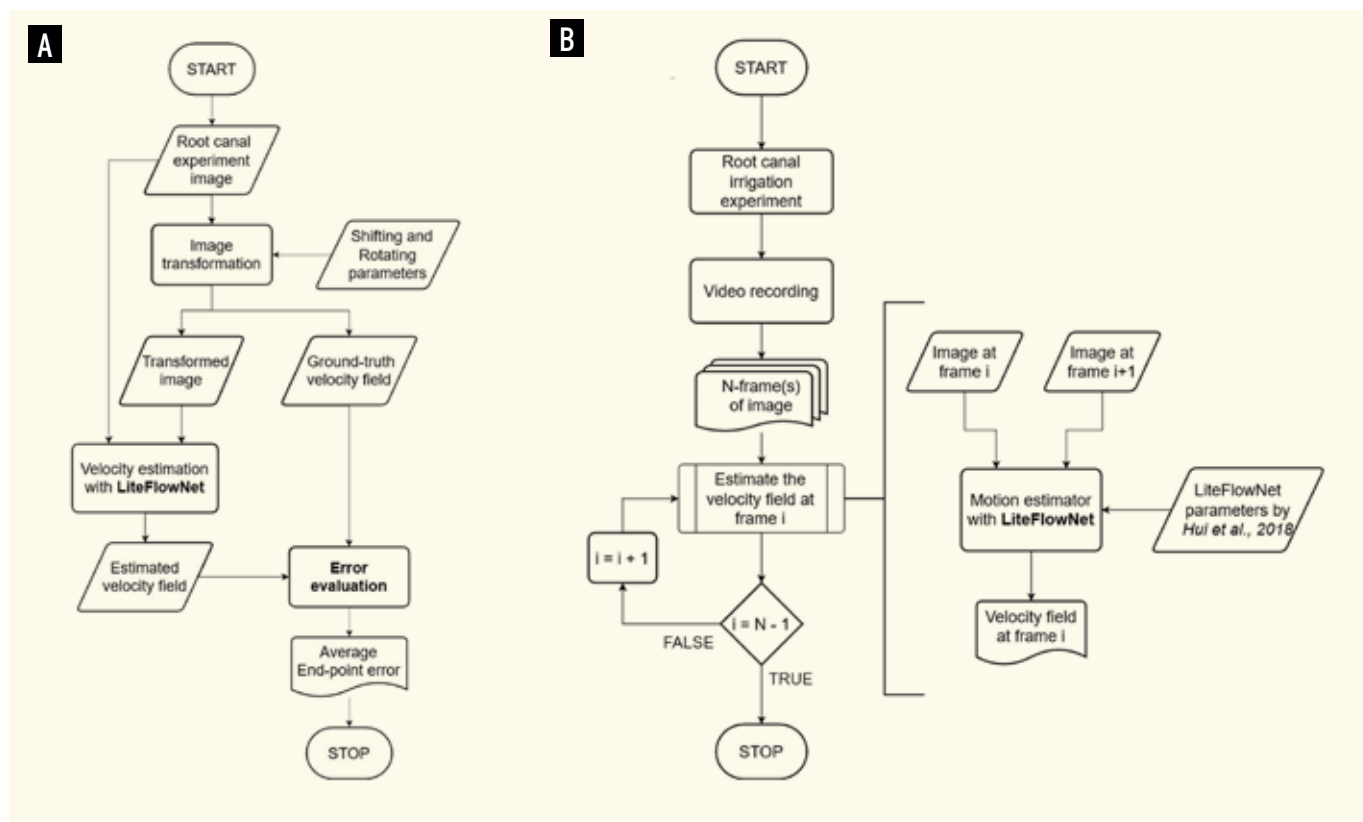 A
START
Root canal
experiment
image
Image
transformation
Shifting and
Rotating
parameters
Transformed
image
Ground-truth
velocity field
Velocity estimation
with LiteFlowNet
Estimated
velocity field
Error
evaluation
Average
End-point error
STOP
B
START
Root canal
irrigation
experiment
Video recording
N-frame(s)
of image
Estimate the
velocity field at
frame i
i = i + 1
i = N - 1
FALSE
TRUE
STOP
Image at
frame i
Image at
frame i+1
Motion estimator
with LiteFlowNet
LiteFlowNet
parameters by
Hui et al., 2018
Velocity field
at frame i